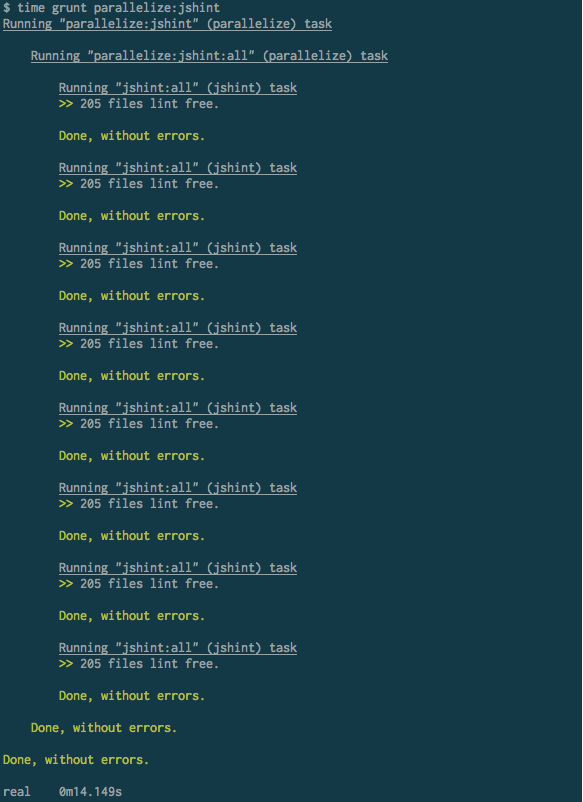 $ time grunt parallelize:jshint
Running "parallelize:jshint" (parallelize) task
Running "parallelize:jshint:all" (parallelize) task
Running "jshint:all" (jshint) task
>> 205 files lint free.
Done, without errors.
Running "jshint:all" (jshint) task
>> 205 files lint free.
Done, without errors.
Running "jshint:all" (jshint) task
>> 205 files lint free.
Done, without errors.
Running "jshint:all" (jshint) task
>> 205 files lint free.
Done, without errors.
Running "jshint:all" (jshint) task
>> 205 files lint free.
Done, without errors.
Running "jshint:all" (jshint) task
>> 205 files lint free.
Done, without errors.
Running "jshint:all" (jshint) task
>> 205 files lint free.
Done, without errors.
Running "jshint:all" (jshint) task
>> 205 files lint free.
Done, without errors.
Done, without errors.
Done, without errors.
real 0m14.149s